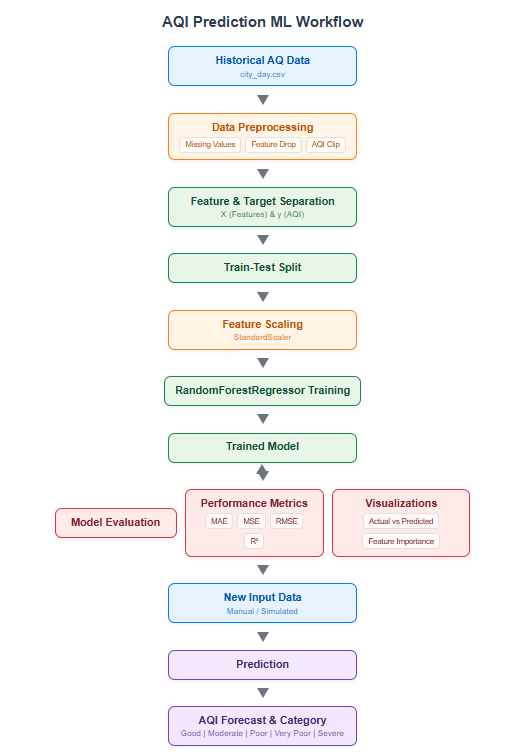 AQI Prediction ML Workflow
Historical AQ Data
city_day.csv
Data Preprocessing
Missing Values Feature Drop AQI Clip
Feature & Target Separation
X (Features) & y (AQI)
Train-Test Split
Feature Scaling
StandardScaler
RandomForestRegressor Training
Trained Model
Model Evaluation
Performance Metrics
MAE MSE RMSE
R²
Visualizations
Actual vs Predicted
Feature Importance
New Input Data
Manual / Simulated
Prediction
AQI Forecast & Category
Good | Moderate | Poor | Very Poor | Severe